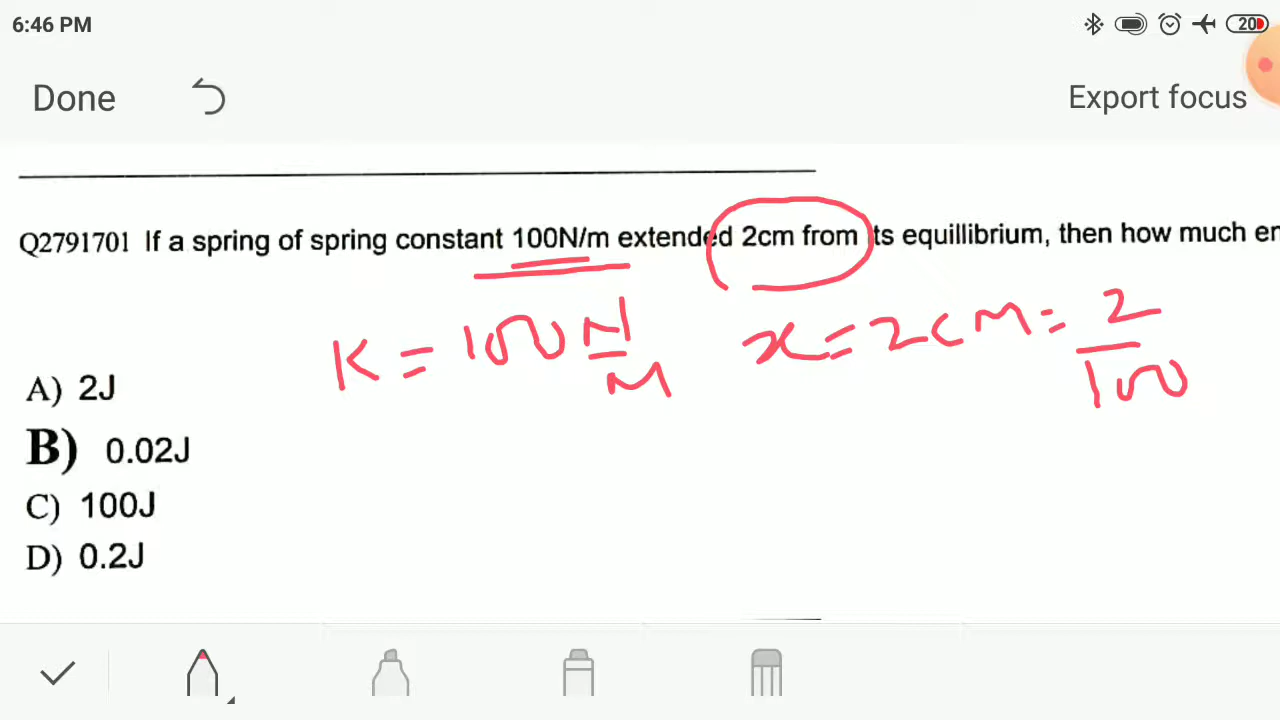 6:46 PM
20
Done
Export focus
Q2791701 If a spring of spring constant 100N/m extended 2cm from its equillibrium, then how much en
K = 100 N/M
x = 2cM = 2/100
A) 2J
B) 0.02J
C) 100J
D) 0.2J